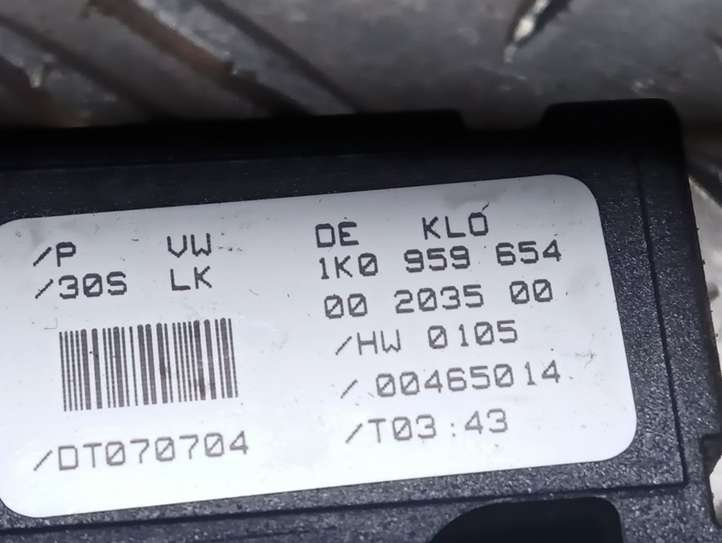 /P VW DE KLO
/30S LK 1K0 959 654
00 2035 00
/HW 0105
/00465014
/DT070704 /T03:43